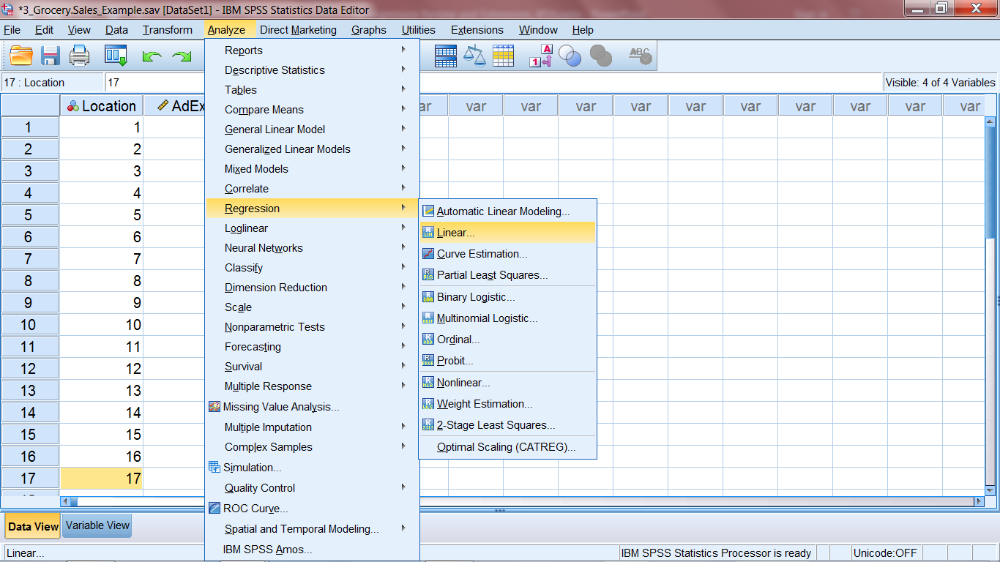 *3_Grocery.Sales_Example.sav [DataSet1] - IBM SPSS Statistics Data Editor
File Edit View Data Transform Analyze Direct Marketing Graphs Utilities Extensions Window Help
17 : Location 17 Visible: 4 of 4 Variables
Location AdEx ar var var var var var var var var var var
1 1
2 2
3 3
4 4
5 5
6 6
7 7
8 8
9 9
10 10
11 11
12 12
13 13
14 14
15 15
16 16
17 17
Reports
Descriptive Statistics
Tables
Compare Means
General Linear Model
Generalized Linear Models
Mixed Models
Correlate
Regression
Loglinear
Neural Networks
Classify
Dimension Reduction
Scale
Nonparametric Tests
Forecasting
Survival
Multiple Response
Missing Value Analysis...
Multiple Imputation
Complex Samples
Simulation...
Quality Control
ROC Curve...
Spatial and Temporal Modeling...
IBM SPSS Amos...
Automatic Linear Modeling...
Linear...
Curve Estimation...
Partial Least Squares...
Binary Logistic...
Multinomial Logistic...
Ordinal...
Probit...
Nonlinear...
Weight Estimation...
2-Stage Least Squares...
Optimal Scaling (CATREG)...
Data View Variable View
Linear... IBM SPSS Statistics Processor is ready Unicode:OFF